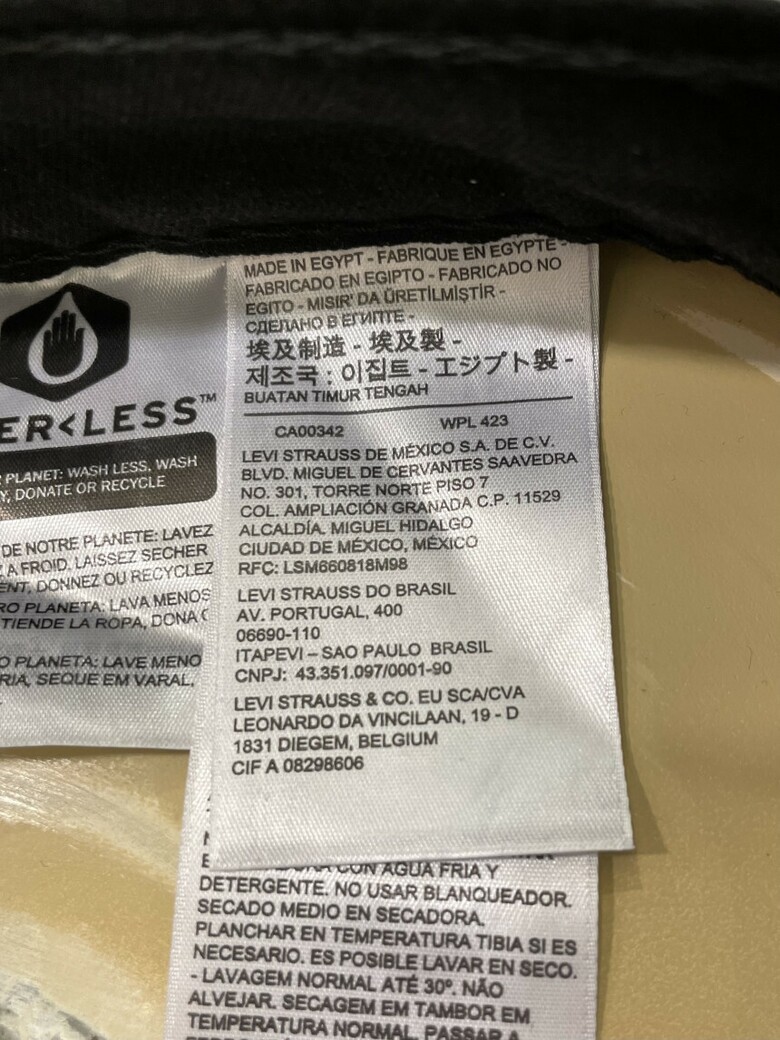 MADE IN EGYPT - FABRIQUE EN EGYPTE -
FABRICADO EN EGIPTO - FABRICADO NO
EGITO - MISIR' DA ÜRETİLMİŞTİR -
СДЕЛАНО В ЕГИПТЕ -
埃及制造 - 埃及製 -
제조국 : 이집트 - エジプト製 -
BUATAN TIMUR TENGAH
CA00342 WPL 423
LEVI STRAUSS DE MÉXICO S.A. DE C.V.
BLVD. MIGUEL DE CERVANTES SAAVEDRA
NO. 301, TORRE NORTE PISO 7
COL. AMPLIACIÓN GRANADA C.P. 11529
ALCALDÍA. MIGUEL HIDALGO
CIUDAD DE MÉXICO, MÉXICO
RFC: LSM660818M98
LEVI STRAUSS DO BRASIL
AV. PORTUGAL, 400
06690-110
ITAPEVI – SAO PAULO BRASIL
CNPJ: 43.351.097/0001-90
LEVI STRAUSS & CO. EU SCA/CVA
LEONARDO DA VINCILAAN, 19 - D
1831 DIEGEM, BELGIUM
CIF A 08298606
ER<LESS™
PLANET: WASH LESS, WASH
Y, DONATE OR RECYCLE
DE NOTRE PLANETE: LAVEZ
A FROID, LAISSEZ SECHER
ENT, DONNEZ OU RECYCLEZ
RO PLANETA: LAVA MENOS
TIENDE LA ROPA, DONA
O PLANETA: LAVE MENO
RIA, SEQUE EM VARAL,
CON AGUA FRIA Y
DETERGENTE. NO USAR BLANQUEADOR.
SECADO MEDIO EN SECADORA.
PLANCHAR EN TEMPERATURA TIBIA SI ES
NECESARIO. ES POSIBLE LAVAR EN SECO.
- LAVAGEM NORMAL ATÉ 30º. NÃO
ALVEJAR. SECAGEM EM TAMBOR EM
TEMPERATURA NORMAL. PASSAR A